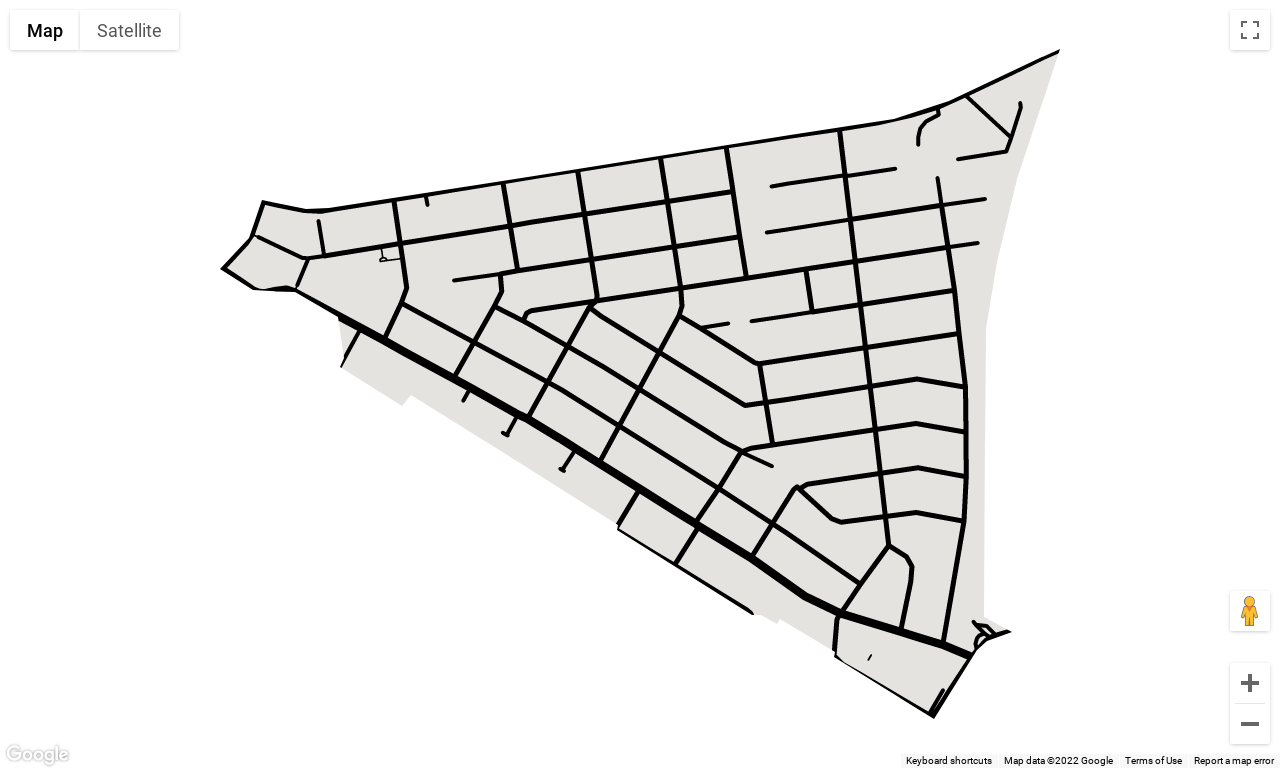 Map Satellite
Google
Keyboard shortcuts Map data ©2022 Google Terms of Use Report a map error